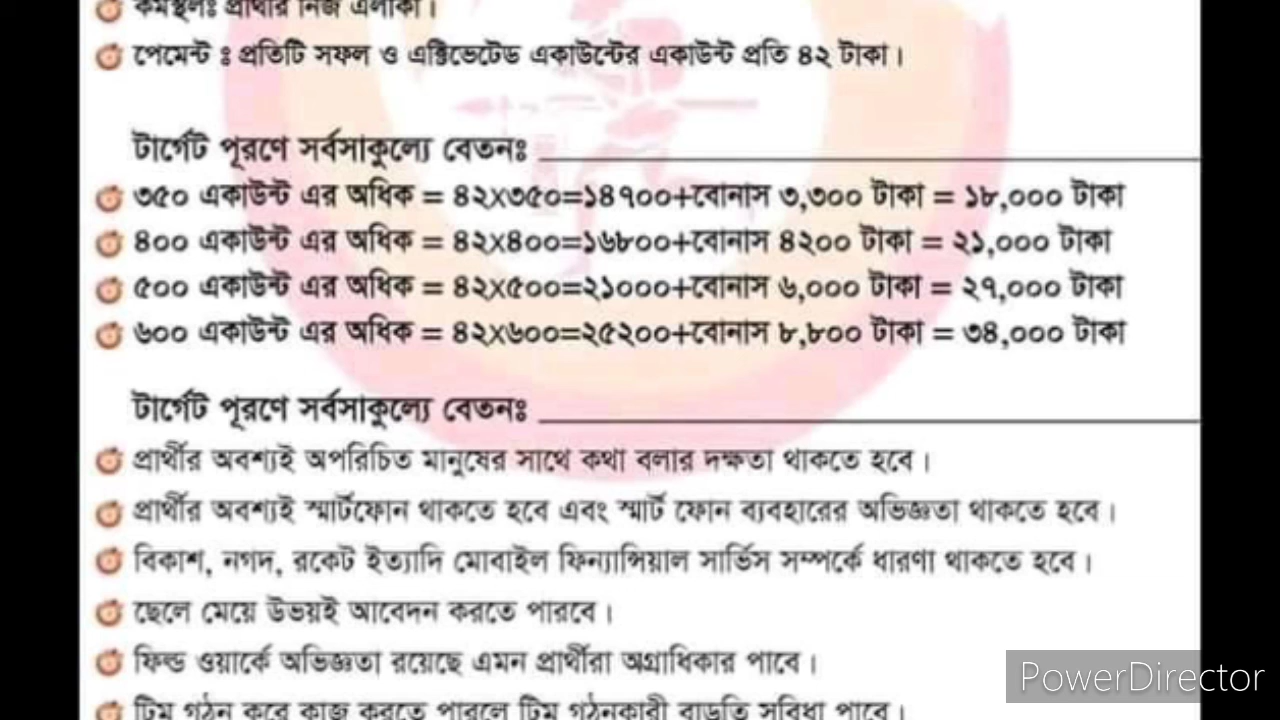 কর্মস্থলঃ প্রার্থীর নিজ এলাকা।
পেমেন্ট ঃ প্রতিটি সফল ও এক্টিভেটেড একাউন্টের একাউন্ট প্রতি ৪২ টাকা।
টার্গেট পূরণে সর্বসাকুল্যে বেতনঃ
৩৫০ একাউন্ট এর অধিক = ৪২x৩৫০=১৪৭০০+বোনাস ৩,৩০০ টাকা = ১৮,০০০ টাকা
৪০০ একাউন্ট এর অধিক = ৪২x৪০০=১৬৮০০+বোনাস ৪২০০ টাকা = ২১,০০০ টাকা
৫০০ একাউন্ট এর অধিক = ৪২x৫০০=২১০০০+বোনাস ৬,০০০ টাকা = ২৭,০০০ টাকা
৬০০ একাউন্ট এর অধিক = ৪২x৬০০=২৫২০০+বোনাস ৮,৮০০ টাকা = ৩৪,০০০ টাকা
টার্গেট পূরণে সর্বসাকুল্যে বেতনঃ
প্রার্থীর অবশ্যই অপরিচিত মানুষের সাথে কথা বলার দক্ষতা থাকতে হবে।
প্রার্থীর অবশ্যই স্মার্টফোন থাকতে হবে এবং স্মার্ট ফোন ব্যবহারের অভিজ্ঞতা থাকতে হবে।
বিকাশ, নগদ, রকেট ইত্যাদি মোবাইল ফিন্যান্সিয়াল সার্ভিস সম্পর্কে ধারণা থাকতে হবে।
ছেলে মেয়ে উভয়ই আবেদন করতে পারবে।
ফিল্ড ওয়ার্কে অভিজ্ঞতা রয়েছে এমন প্রার্থীরা অগ্রাধিকার পাবে।
টিম গঠন করে কাজ করতে পারলে টিম গঠনকারী বাড়তি সুবিধা পাবে।
PowerDirector